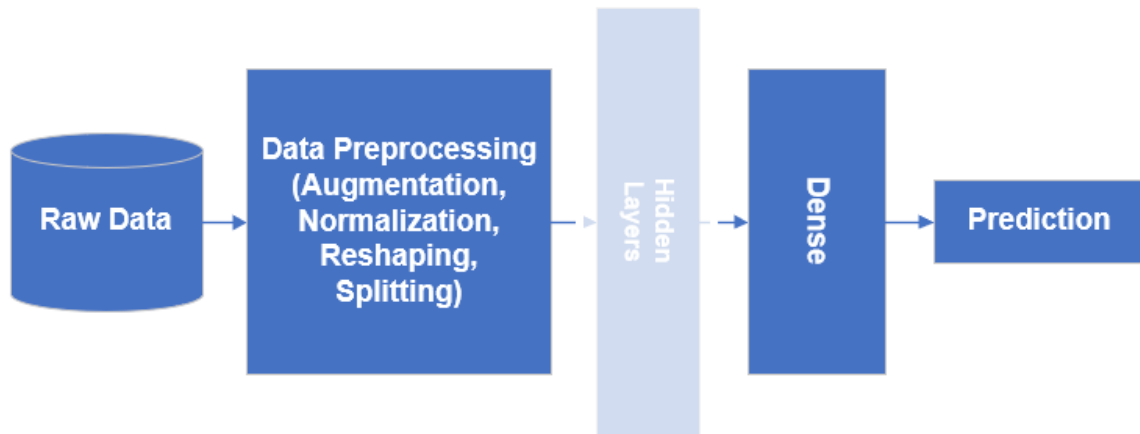 Raw Data
Data Preprocessing
(Augmentation,
Normalization,
Reshaping,
Splitting)
Hidden
Layers
Dense
Prediction